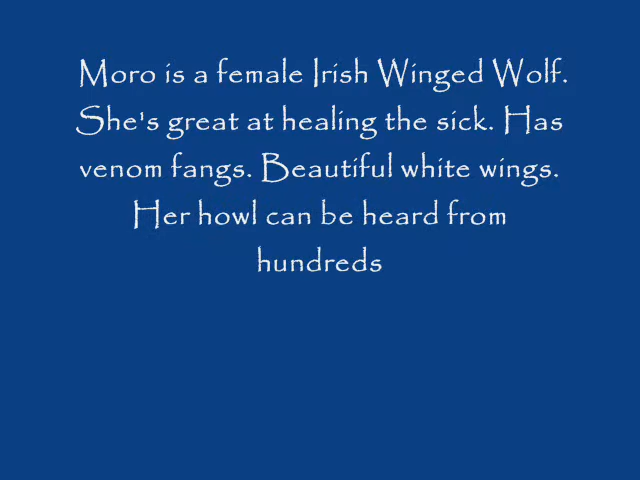 Moro is a female Irish Winged Wolf.
She's great at healing the sick. Has
venom fangs. Beautiful white wings.
Her howl can be heard from
hundreds